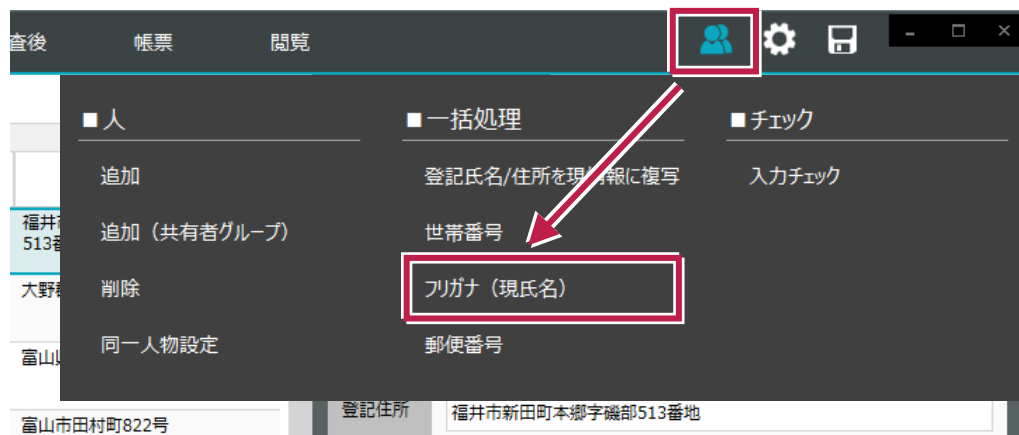 査後 帳票 閲覧
■人 ■一括処理 ■チェック
追加 登記氏名/住所を現情報に複写 入力チェック
追加（共有者グループ） 世帯番号
削除 フリガナ（現氏名）
同一人物設定 郵便番号
福井
513
大野
富山
富山市田村町822号
登記住所 福井市新田町本郷字磯部513番地